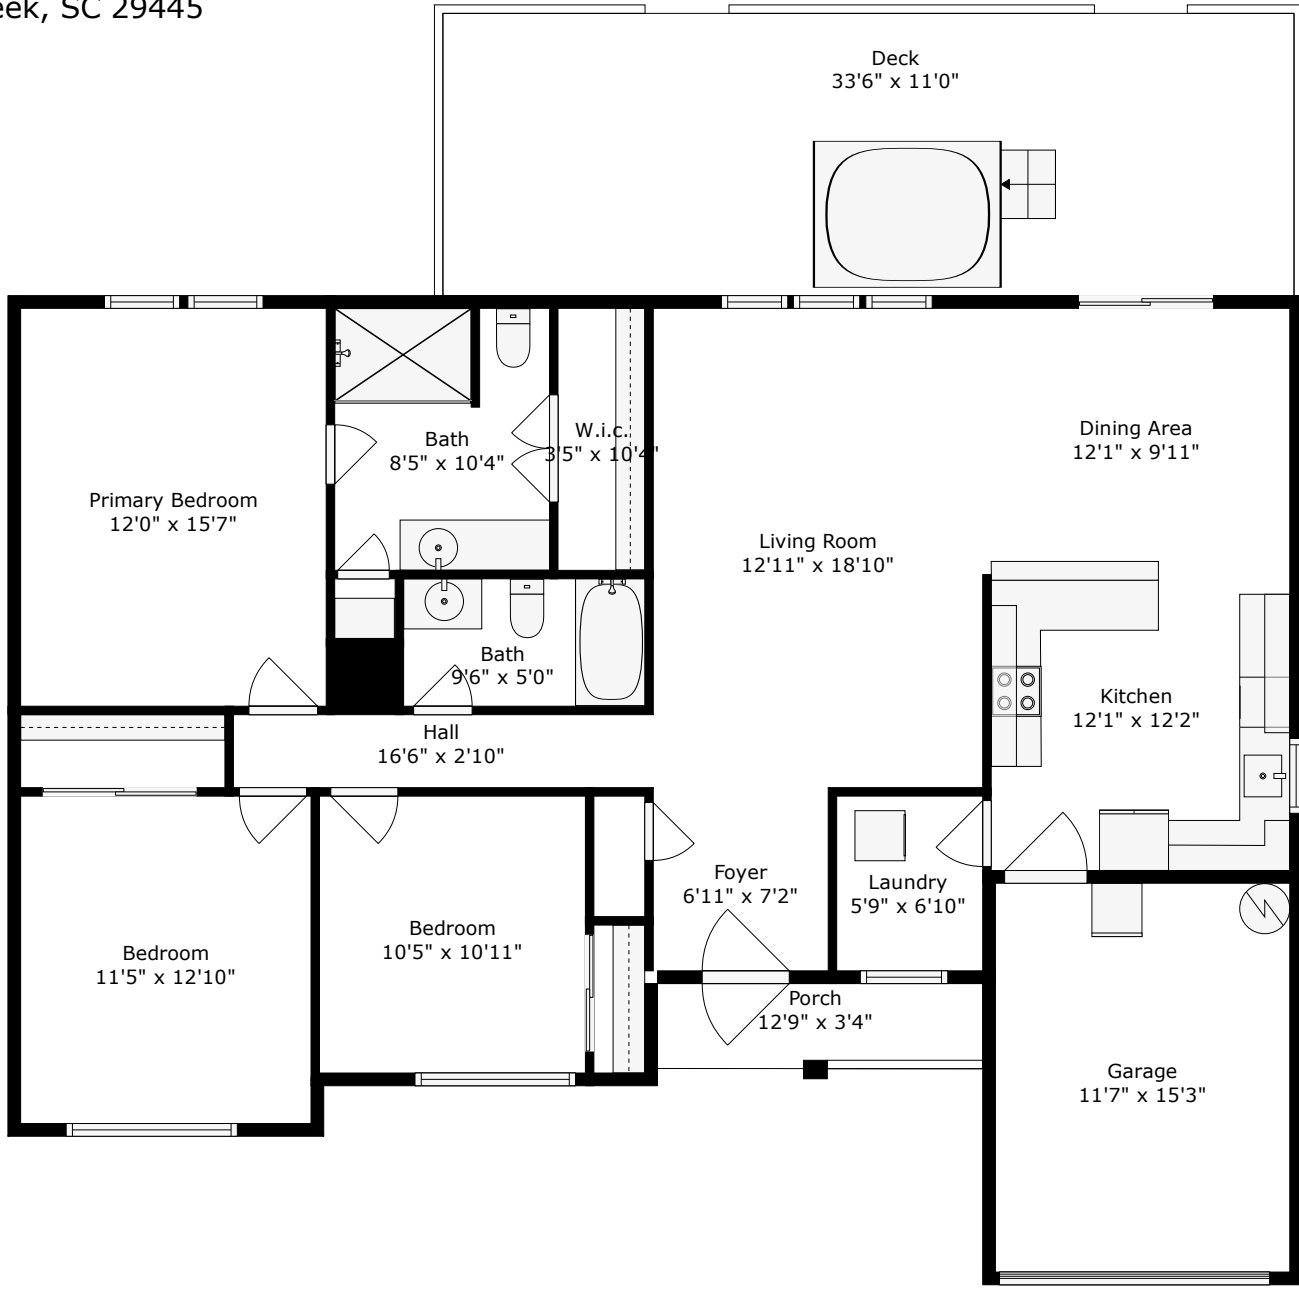 SC 29445
Deck
33'6" x 11'0"
Bath
8'5" x 10'4"
W.i.c.
3'5" x 10'4"
Dining Area
12'1" x 9'11"
Primary Bedroom
12'0" x 15'7"
Living Room
12'11" x 18'10"
Bath
9'6" x 5'0"
Kitchen
12'1" x 12'2"
Hall
16'6" x 2'10"
Foyer
6'11" x 7'2"
Laundry
5'9" x 6'10"
Bedroom
11'5" x 12'10"
Bedroom
10'5" x 10'11"
Porch
12'9" x 3'4"
Garage
11'7" x 15'3"